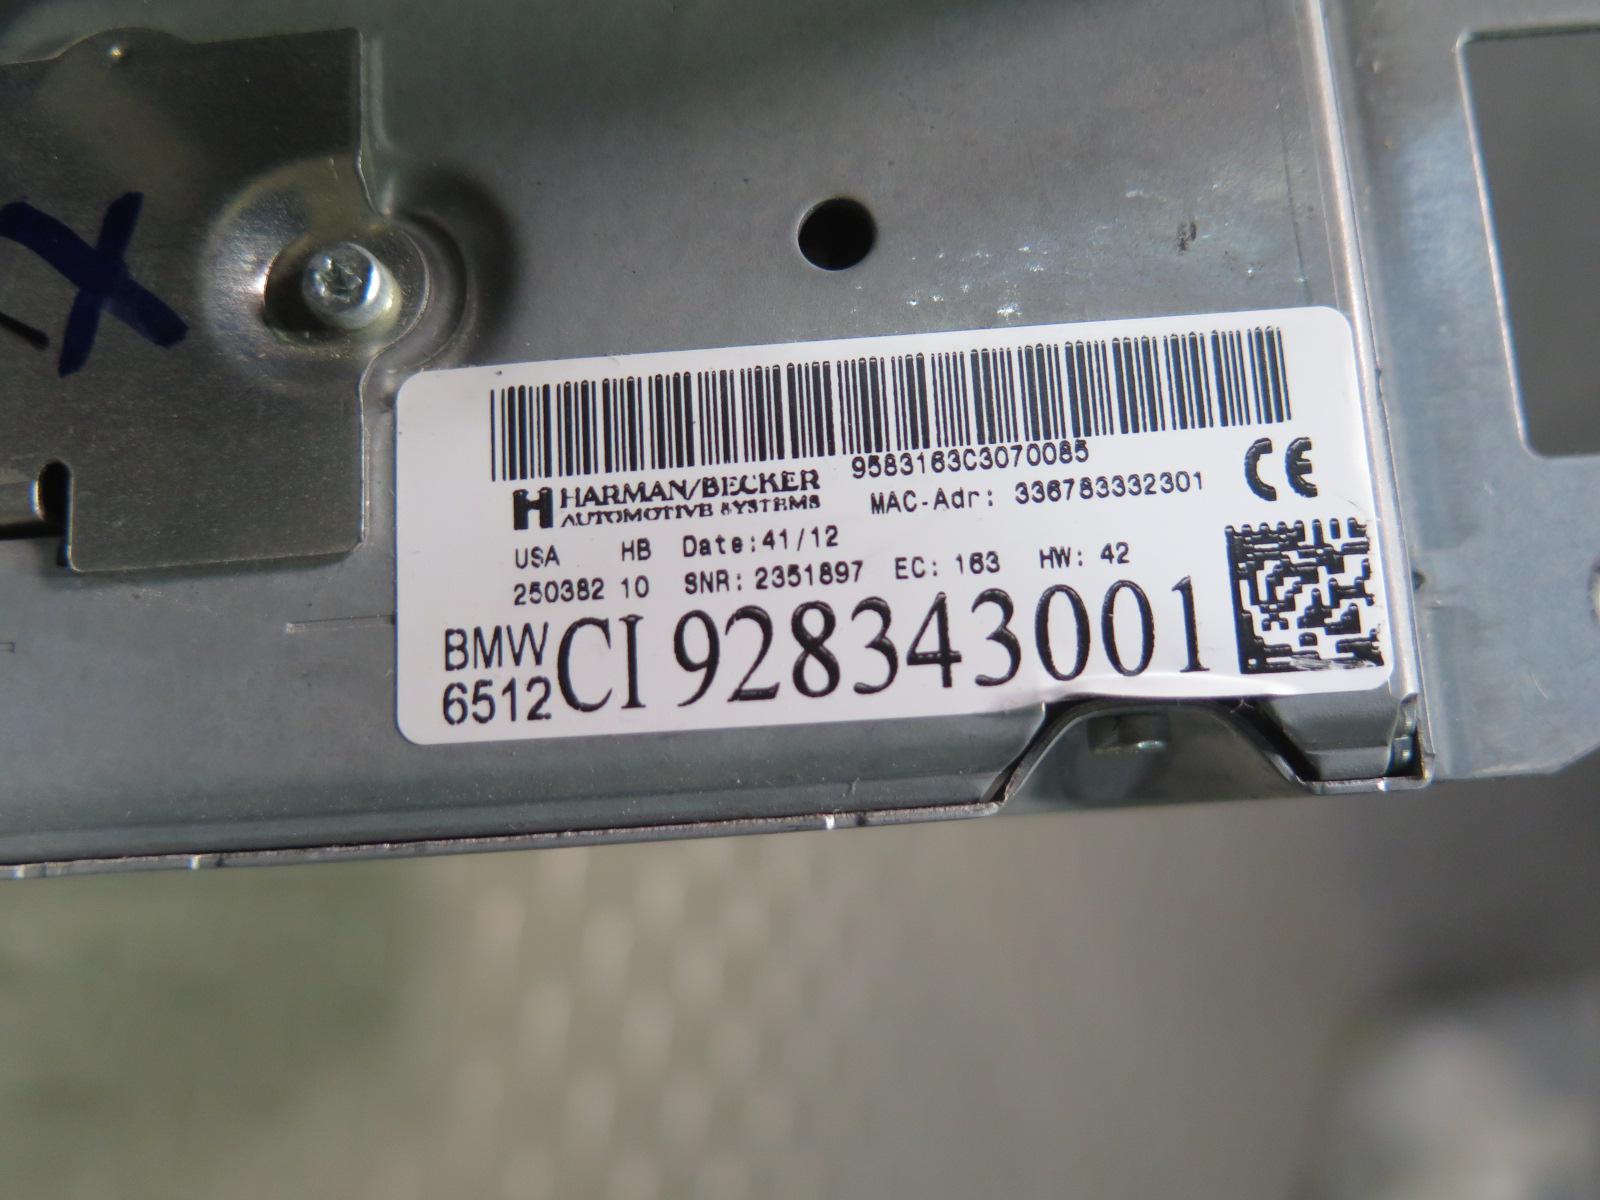 X
9583163C3070085
H HARMAN/BECKER
AUTOMOTIVE SYSTEMS
MAC-Adr: 336783332301
CE
USA HB Date:41/12
250382 10 SNR: 2351897 EC: 163 HW: 42
BMW
6512 CI 928343001